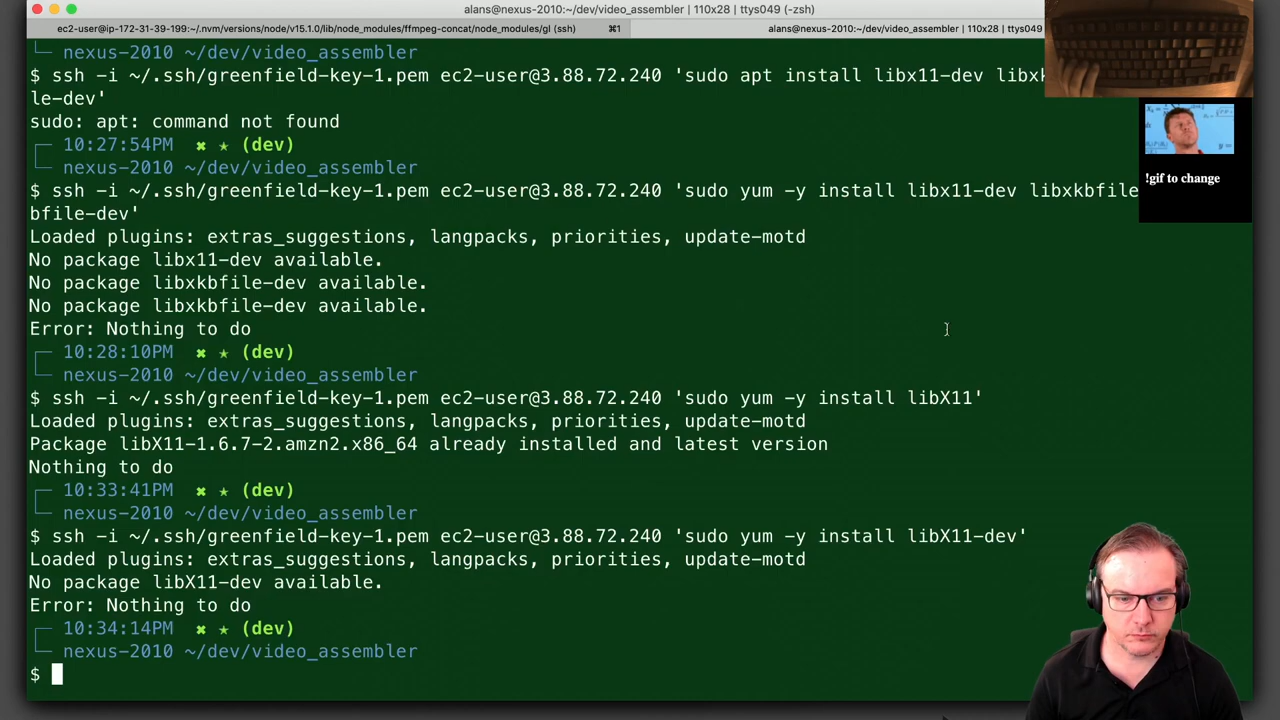 alans@nexus-2010:~/dev/video_assembler | 110x28 | ttys049 (-zsh)
ec2-user@ip-172-31-39-199:~/.nvm/versions/node/v15.1.0/lib/node_modules/ffmpeg-concat/node_modules/gl (ssh) ⌘1 alans@nexus-2010:~/dev/video_assembler | 110x28 | ttys049
nexus-2010 ~/dev/video_assembler
$ ssh -i ~/.ssh/greenfield-key-1.pem ec2-user@3.88.72.240 'sudo apt install libx11-dev
le-dev'
sudo: apt: command not found
10:27:54PM ✖ ★ (dev)
nexus-2010 ~/dev/video_assembler
$ ssh -i ~/.ssh/greenfield-key-1.pem ec2-user@3.88.72.240 'sudo yum -y install libx11-dev libxkbfile
bfile-dev'
Loaded plugins: extras_suggestions, langpacks, priorities, update-motd
No package libx11-dev available.
No package libxkbfile-dev available.
No package libxkbfile-dev available.
Error: Nothing to do
10:28:10PM ✖ ★ (dev)
nexus-2010 ~/dev/video_assembler
$ ssh -i ~/.ssh/greenfield-key-1.pem ec2-user@3.88.72.240 'sudo yum -y install libX11'
Loaded plugins: extras_suggestions, langpacks, priorities, update-motd
Package libX11-1.6.7-2.amzn2.x86_64 already installed and latest version
Nothing to do
10:33:41PM ✖ ★ (dev)
nexus-2010 ~/dev/video_assembler
$ ssh -i ~/.ssh/greenfield-key-1.pem ec2-user@3.88.72.240 'sudo yum -y install libX11-dev'
Loaded plugins: extras_suggestions, langpacks, priorities, update-motd
No package libX11-dev available.
Error: Nothing to do
10:34:14PM ✖ ★ (dev)
nexus-2010 ~/dev/video_assembler
$
!gif to change